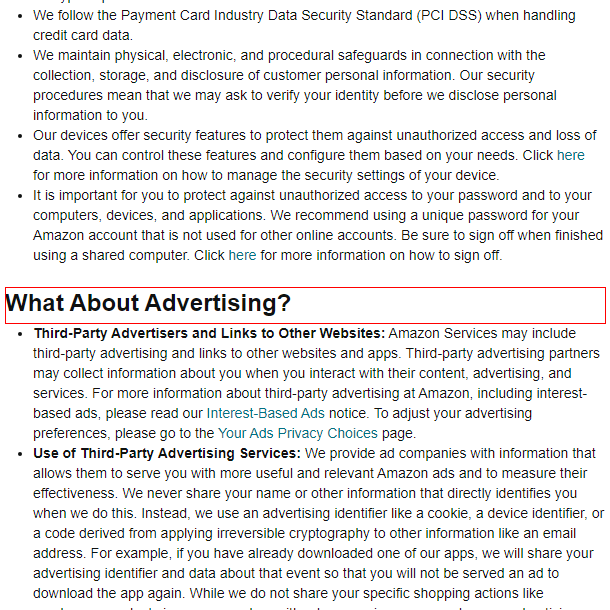 We follow the Payment Card Industry Data Security Standard (PCI DSS) when handling
credit card data.
We maintain physical, electronic, and procedural safeguards in connection with the
collection, storage, and disclosure of customer personal information. Our security
procedures mean that we may ask to verify your identity before we disclose personal
information to you.
Our devices offer security features to protect them against unauthorized access and loss of
data. You can control these features and configure them based on your needs. Click here
for more information on how to manage the security settings of your device.
It is important for you to protect against unauthorized access to your password and to your
computers, devices, and applications. We recommend using a unique password for your
Amazon account that is not used for other online accounts. Be sure to sign off when finished
using a shared computer. Click here for more information on how to sign off.
What About Advertising?
Third-Party Advertisers and Links to Other Websites: Amazon Services may include
third-party advertising and links to other websites and apps. Third-party advertising partners
may collect information about you when you interact with their content, advertising, and
services. For more information about third-party advertising at Amazon, including interest-
based ads, please read our Interest-Based Ads notice. To adjust your advertising
preferences, please go to the Your Ads Privacy Choices page.
Use of Third-Party Advertising Services: We provide ad companies with information that
allows them to serve you with more useful and relevant Amazon ads and to measure their
effectiveness. We never share your name or other information that directly identifies you
when we do this. Instead, we use an advertising identifier like a cookie, a device identifier, or
a code derived from applying irreversible cryptography to other information like an email
address. For example, if you have already downloaded one of our apps, we will share your
advertising identifier and data about that event so that you will not be served an ad to
download the app again. While we do not share your specific shopping actions like